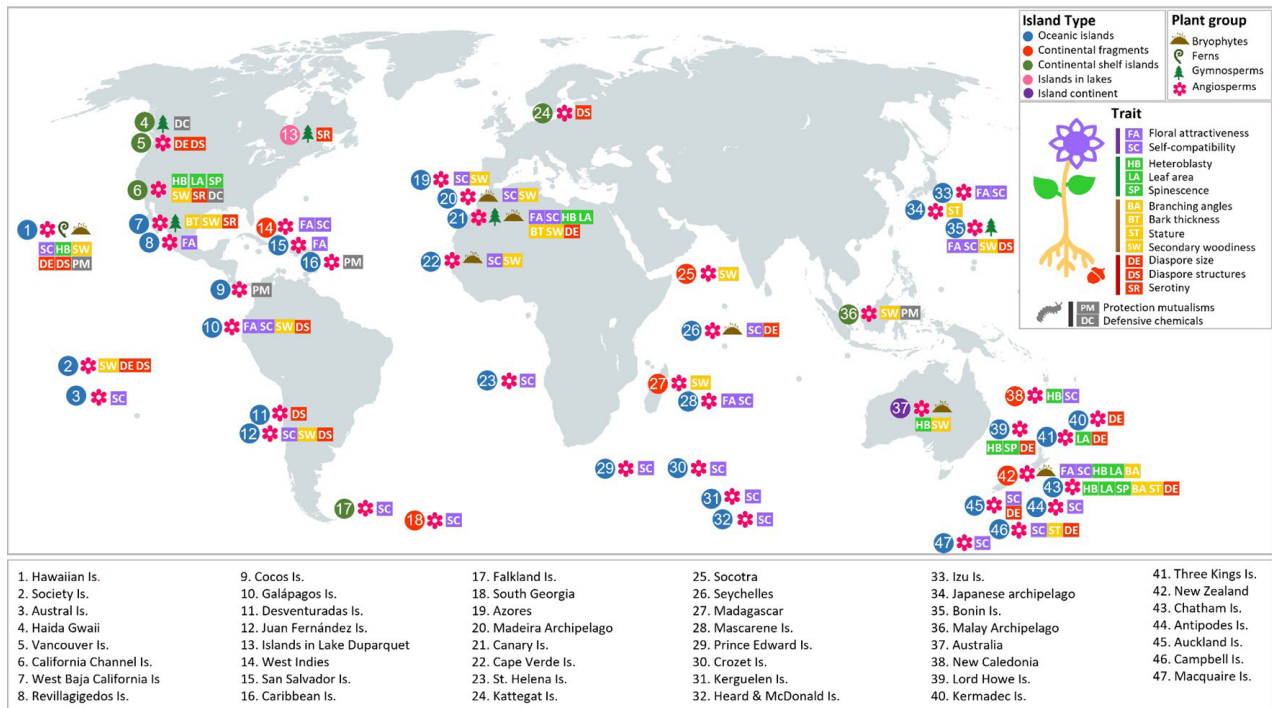 Island Type
Oceanic islands
Continental fragments
Continental shelf islands
Islands in lakes
Island continent
Plant group
Bryophytes
Ferns
Gymnosperms
Angiosperms
Trait
FA Floral attractiveness
SC Self-compatibility
HB Heteroblasty
LA Leaf area
SP Spinescence
BA Branching angles
BT Bark thickness
ST Stature
SW Secondary woodiness
DE Diaspore size
DS Diaspore structures
SR Serotiny
PM Protection mutualisms
DC Defensive chemicals
4 DC
5 DE DS
13 SR
24 DS
6 HB LA SP
SW SR DC
19 SC SW
20 SC SW
21 FA SC HB LA
BT SW DE
22 SC SW
33 FA SC
34 ST
35
FA SC SW DS
1
SC HB SW
DE DS PM
7 BT SW SR
8 FA
14 FA SC
15 FA
16 PM
9 PM
10 FA SC SW DS
25 SW
36 SW PM
26 SC DE
2 SW DE DS
3 SC
23 SC
27 SW
28 FA SC
37
HB SW
38 HB SC
11 DS
12 SC SW DS
39
HB SP DE
40 DE
41 LA DE
29 SC
30 SC
31 SC
32 SC
42 FA SC HB LA BA
43 HB LA SP BA ST DE
17 SC
18 SC
45 SC
DE
44 SC
46 SC ST DE
47 SC
1. Hawaiian Is.
2. Society Is.
3. Austral Is.
4. Haida Gwaii
5. Vancouver Is.
6. California Channel Is.
7. West Baja California Is
8. Revillagigedos Is.
9. Cocos Is.
10. Galápagos Is.
11. Desventuradas Is.
12. Juan Fernández Is.
13. Islands in Lake Duparquet
14. West Indies
15. San Salvador Is.
16. Caribbean Is.
17. Falkland Is.
18. South Georgia
19. Azores
20. Madeira Archipelago
21. Canary Is.
22. Cape Verde Is.
23. St. Helena Is.
24. Kattegat Is.
25. Socotra
26. Seychelles
27. Madagascar
28. Mascarene Is.
29. Prince Edward Is.
30. Crozet Is.
31. Kerguelen Is.
32. Heard & McDonald Is.
33. Izu Is.
34. Japanese archipelago
35. Bonin Is.
36. Malay Archipelago
37. Australia
38. New Caledonia
39. Lord Howe Is.
40. Kermadec Is.
41. Three Kings Is.
42. New Zealand
43. Chatham Is.
44. Antipodes Is.
45. Auckland Is.
46. Campbell Is.
47. Macquaire Is.